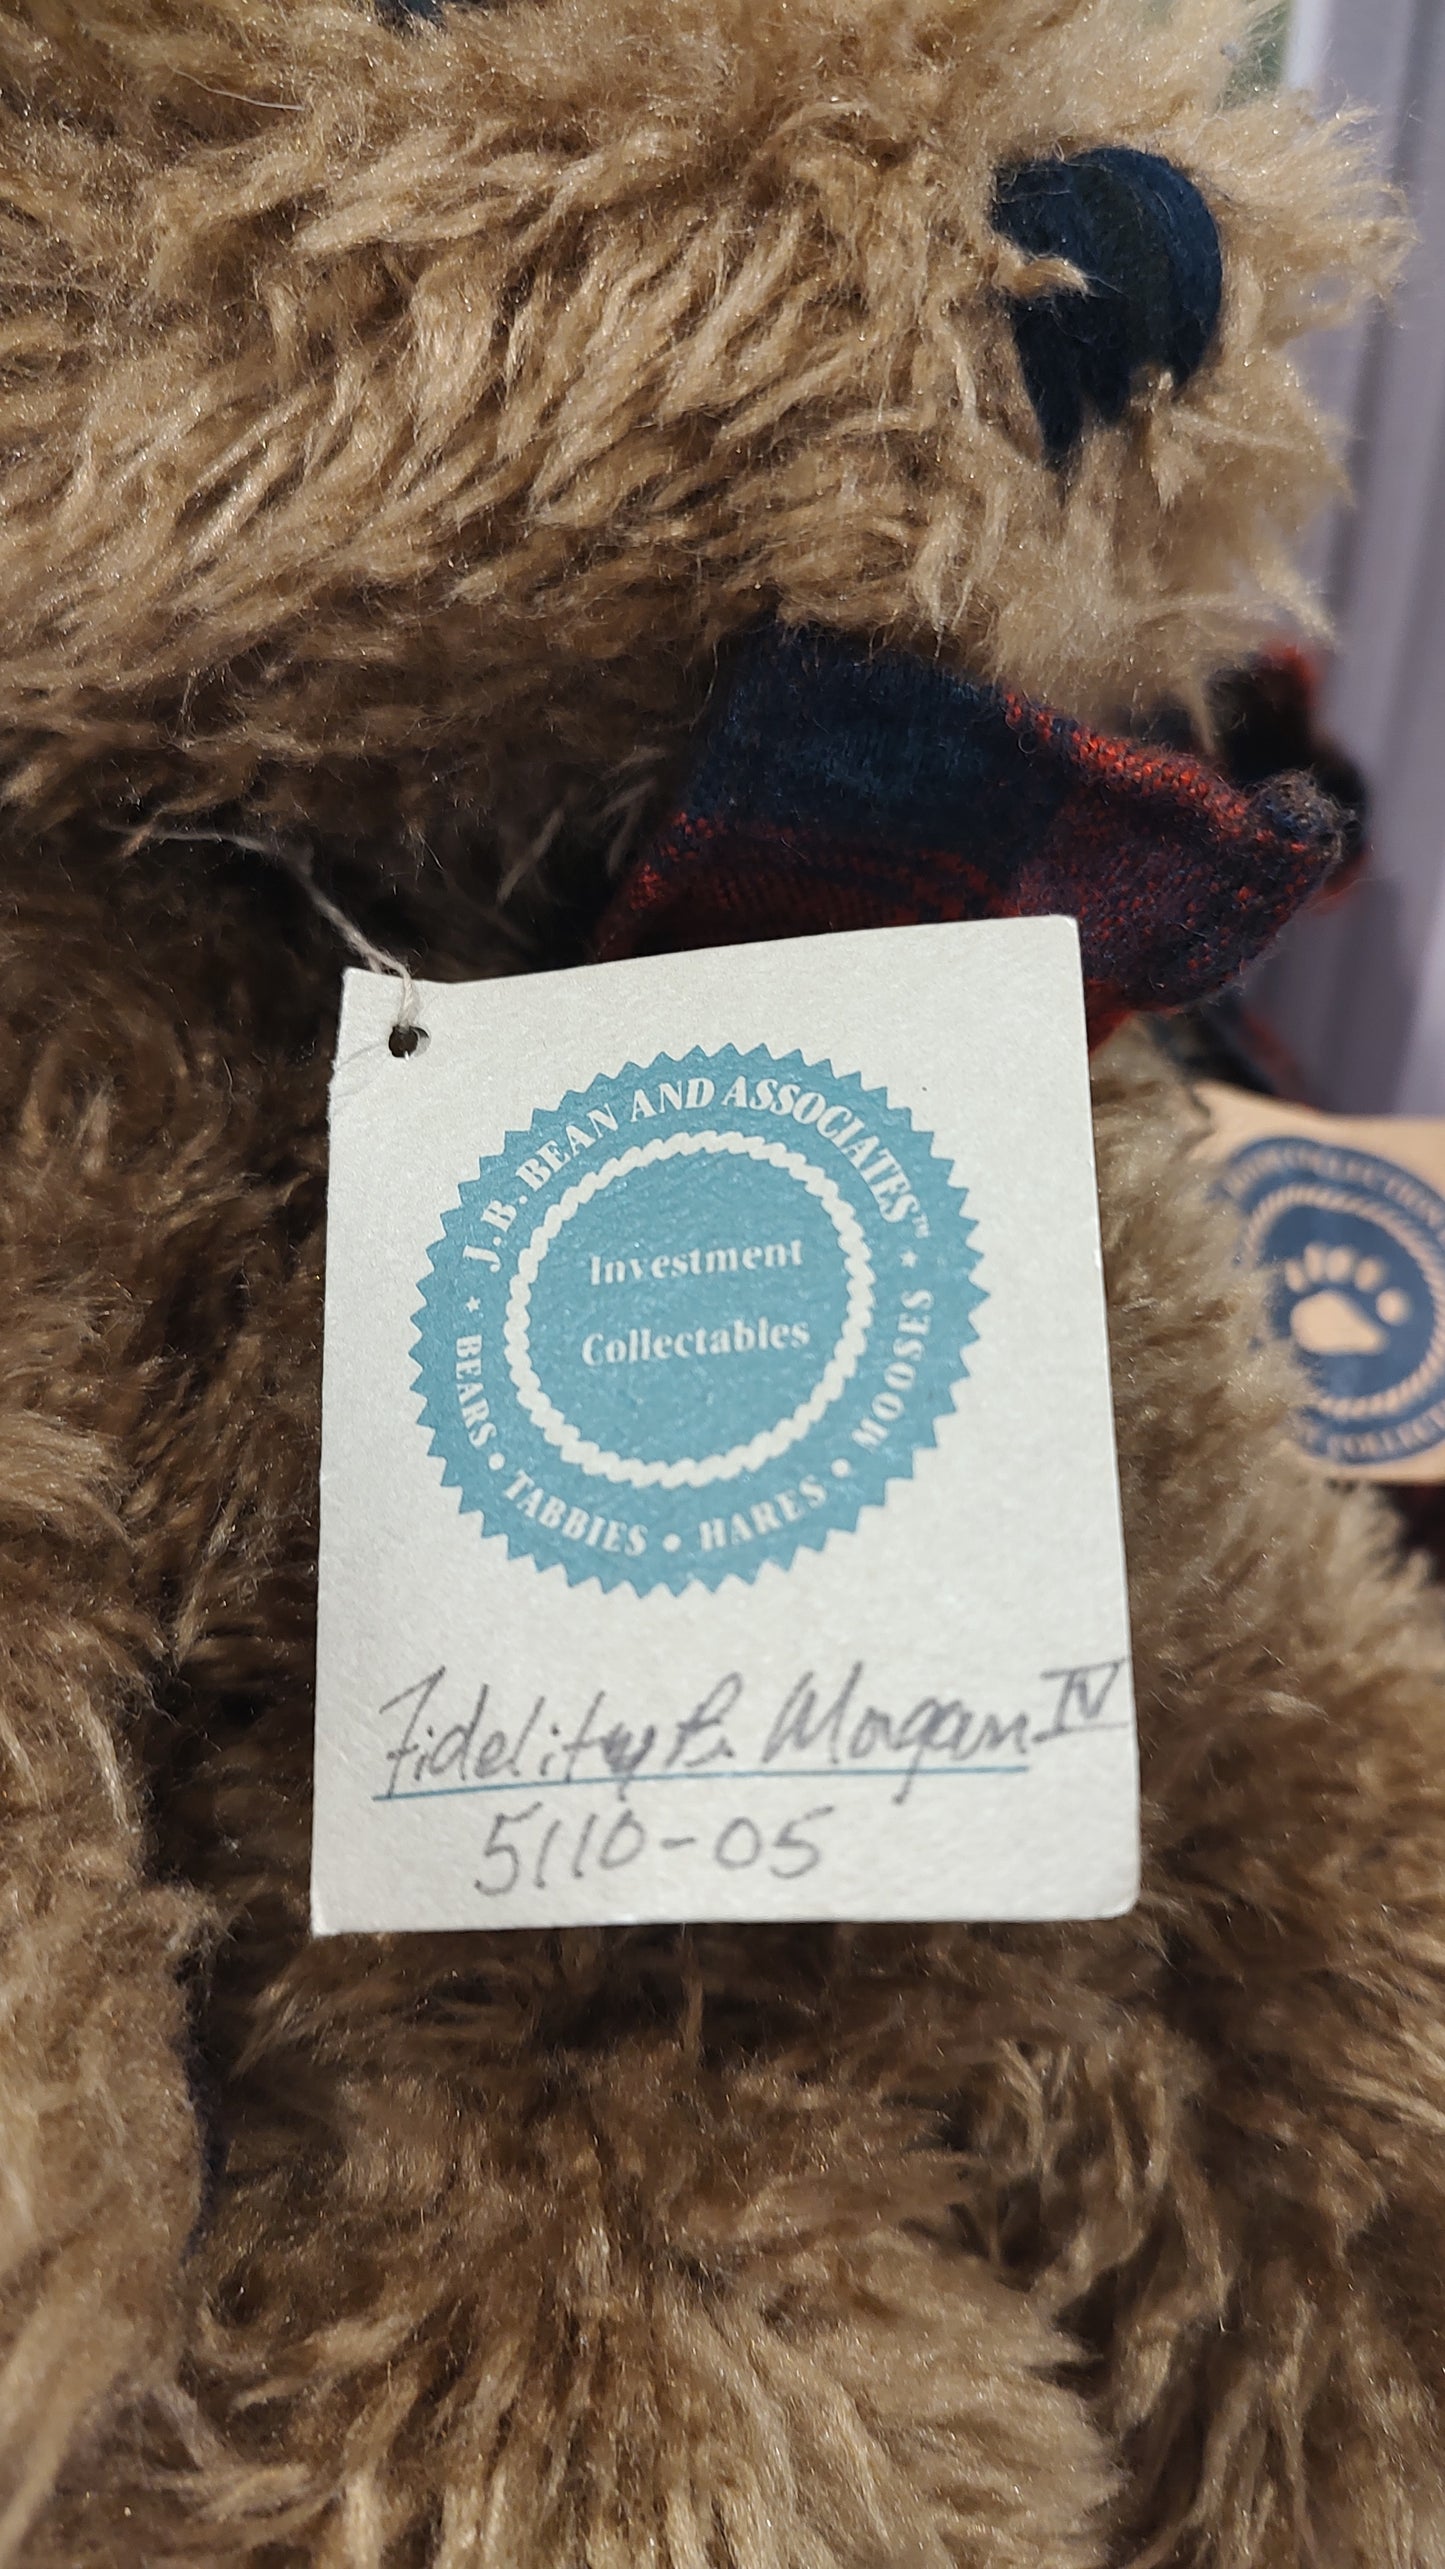 J.B. BEAN AND ASSOCIATES™
Investment
Collectables
★ BEARS • TABBIES • HARES • MOOSES ★
Fidelity B. Morgan IV
5110-05